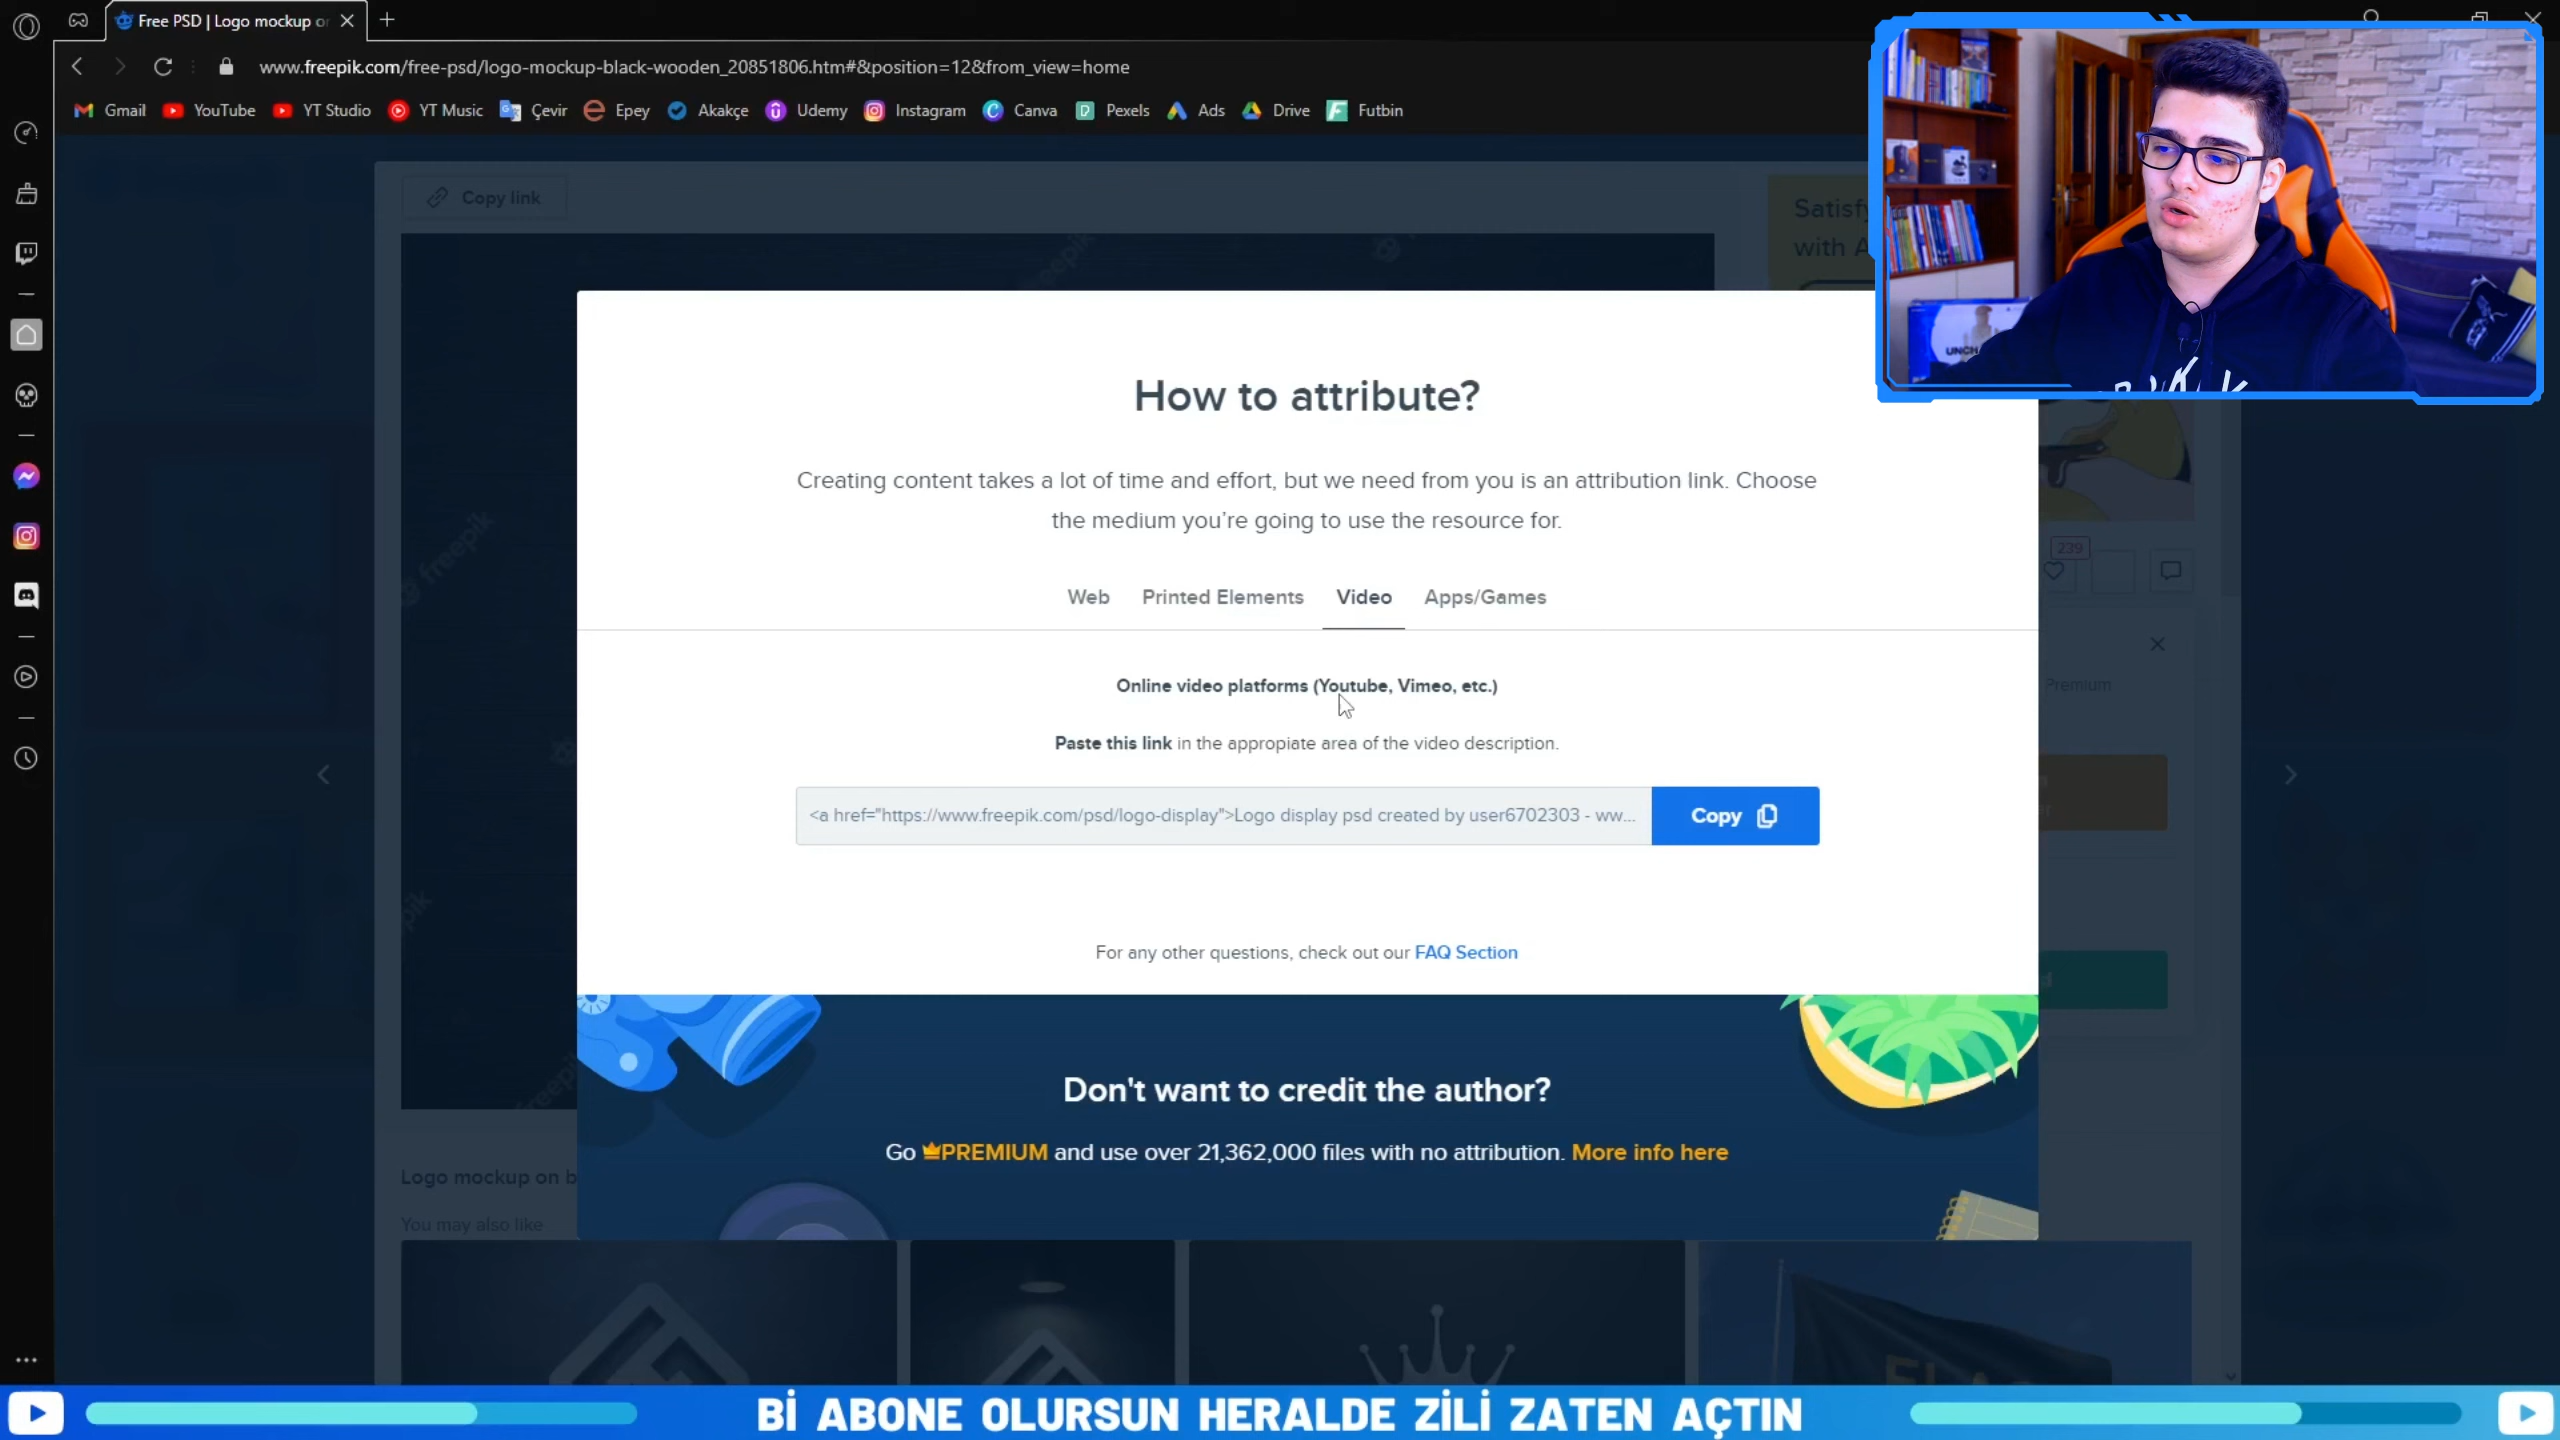 Free PSD | Logo mockup or
www.freepik.com/free-psd/logo-mockup-black-wooden_20851806.htm#&position=12&from_view=home
Gmail YouTube YT Studio YT Music Çevir Epey Akakçe Udemy Instagram Canva Pexels Ads Drive Futbin
Copy link
Satisfy
with A
UNCH
How to attribute?
Creating content takes a lot of time and effort, but we need from you is an attribution link. Choose
the medium you're going to use the resource for.
239
Web Printed Elements Video Apps/Games
Online video platforms (Youtube, Vimeo, etc.)
Premium
Paste this link in the appropiate area of the video description.
<a href="https://www.freepik.com/psd/logo-display">Logo display psd created by user6702303 - ww...
Copy
freepik
For any other questions, check out our FAQ Section
Don't want to credit the author?
Go PREMIUM and use over 21,362,000 files with no attribution. More info here
Logo mockup on b
You may also like
Bİ ABONE OLURSUN HERALDE ZİLİ ZATEN AÇTIN